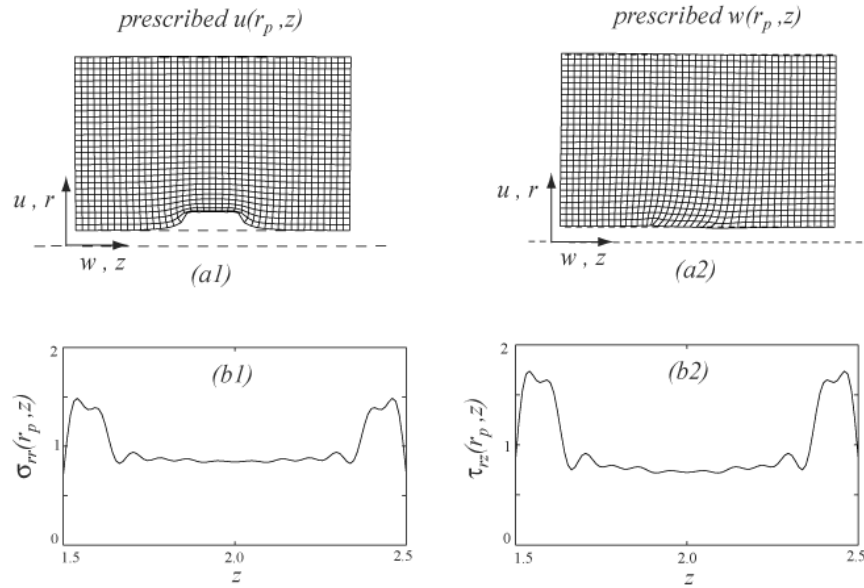 prescribed u(r_p ,z)
prescribed w(r_p ,z)
u , r
w , z
(a1)
u , r
w , z
(a2)
2
1
0
(b1)
σ_rr(r_p ,z)
1.5
2.0
2.5
z
2
1
0
(b2)
τ_rz(r_p ,z)
1.5
2.0
2.5
z